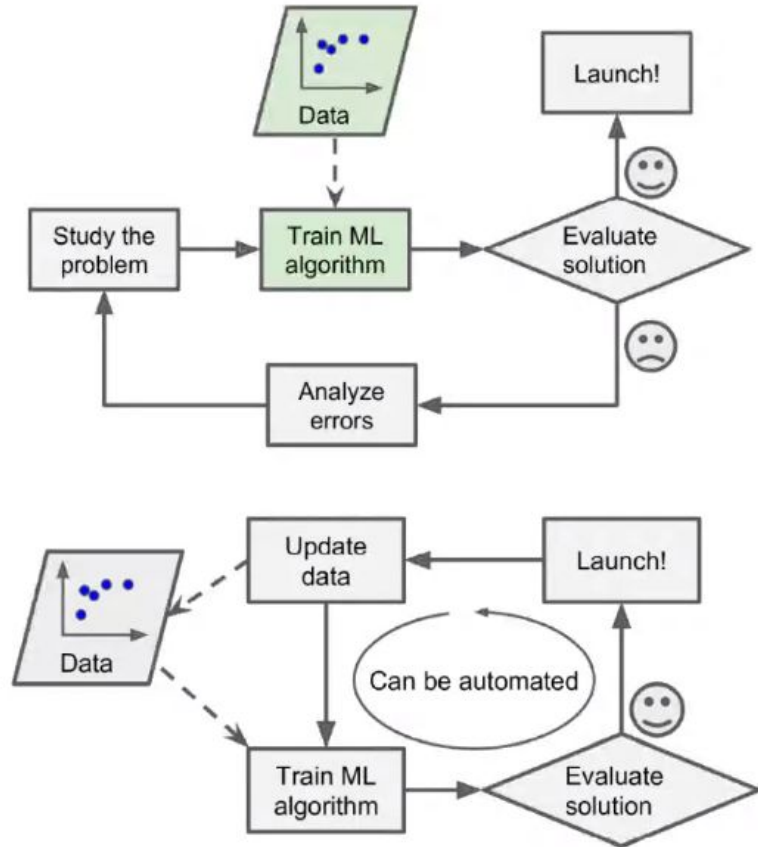 Data
Launch!
Study the
problem
Train ML
algorithm
Evaluate
solution
Analyze
errors
Update
data
Launch!
Data
Can be automated
Train ML
algorithm
Evaluate
solution